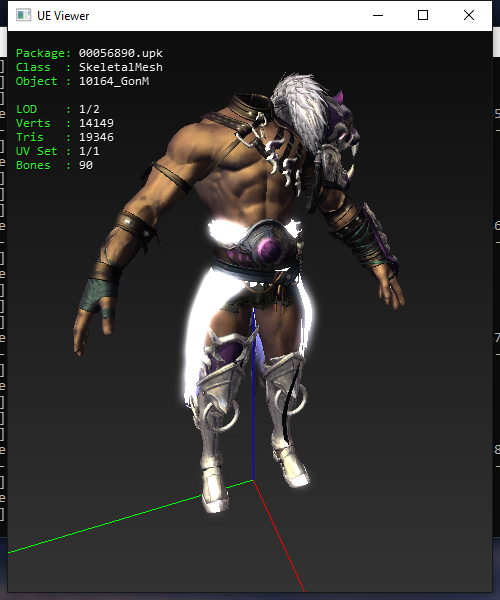 UE Viewer
Package: 00056890.upk
Class : SkeletalMesh
Object : 10164_GonM
LOD : 1/2
Verts : 14149
Tris : 19346
UV Set : 1/1
Bones : 90